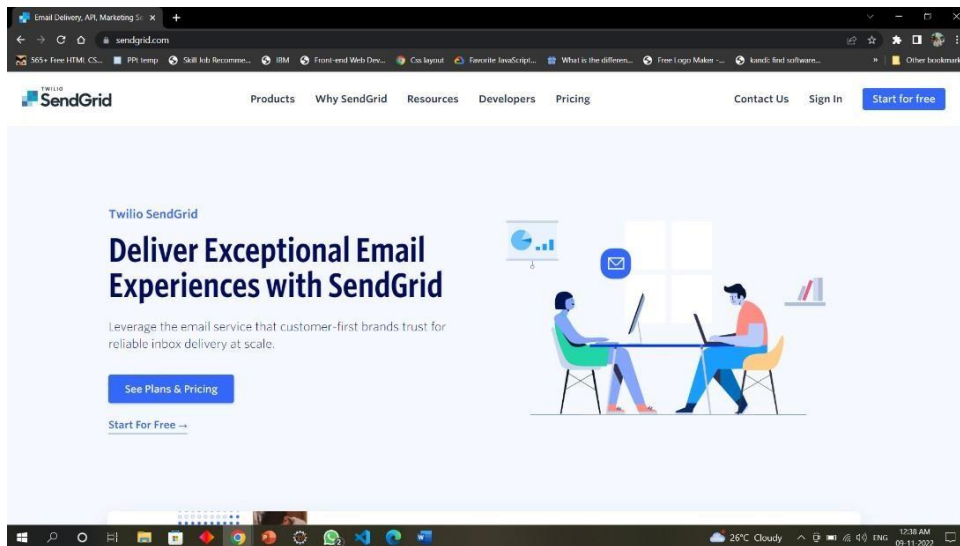 Email Delivery, API, Marketing Se
sendgrid.com
565+ Free HTML CS...
PPt temp
Skill Job Recomme...
IBM
Front-end Web Dev...
Css layout
Favorite JavaScript...
What is the differen...
Free Logo Maker -...
kandi: find software...
»
Other bookmark
TWILIO
SendGrid
Products
Why SendGrid
Resources
Developers
Pricing
Contact Us
Sign In
Start for free
Twilio SendGrid
Deliver Exceptional Email
Experiences with SendGrid
Leverage the email service that customer-first brands trust for
reliable inbox delivery at scale.
See Plans & Pricing
Start For Free →
26°C Cloudy
ENG
12:38 AM
09-11-2022